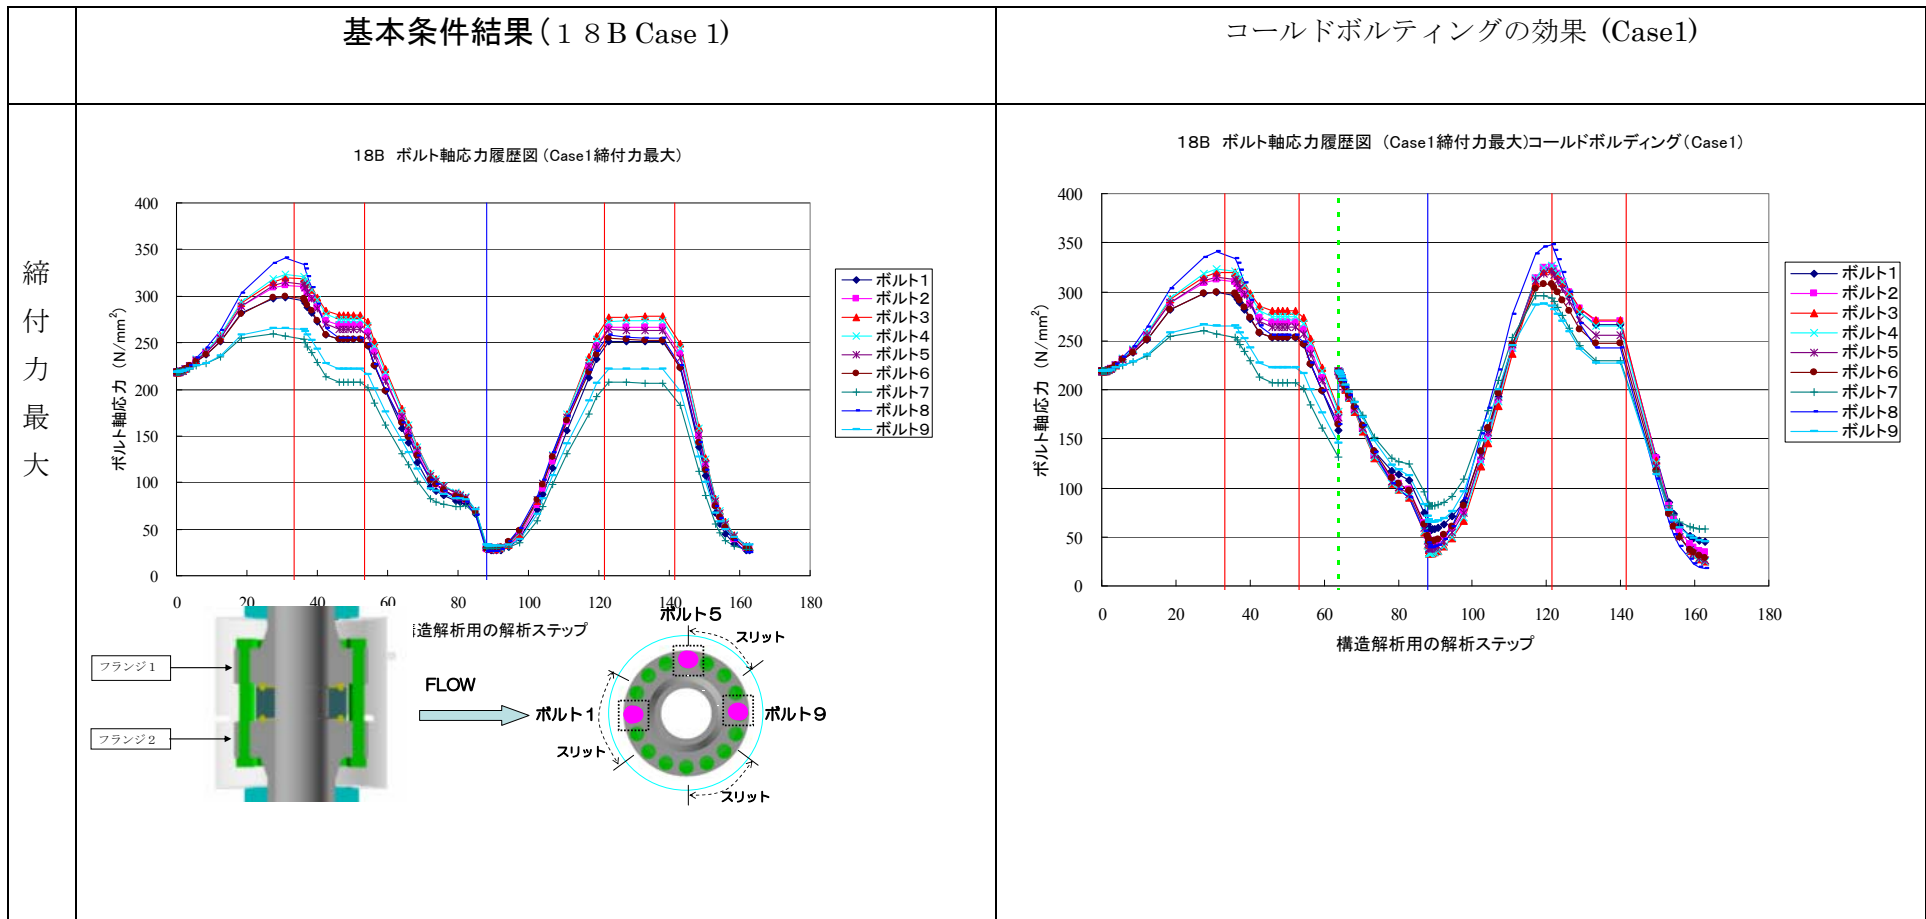 基本条件結果(１８B Case 1)
コールドボルティングの効果 (Case1)
締付力最大
18B ボルト軸応力履歴図 (Case1締付力最大)
ボルト軸応力 (N/mm²)
400
350
300
250
200
150
100
50
0
0 20 40 60 80 100 120 140 160 180
構造解析用の解析ステップ
ボルト1
ボルト2
ボルト3
ボルト4
ボルト5
ボルト6
ボルト7
ボルト8
ボルト9
フランジ１
フランジ２
FLOW
ボルト5
スリット
ボルト１
ボルト９
スリット
スリット
18B ボルト軸応力履歴図 (Case1締付力最大)コールドボルディング(Case1)
ボルト軸応力 (N/mm²)
400
350
300
250
200
150
100
50
0
0 20 40 60 80 100 120 140 160 180
構造解析用の解析ステップ
ボルト1
ボルト2
ボルト3
ボルト4
ボルト5
ボルト6
ボルト7
ボルト8
ボルト9